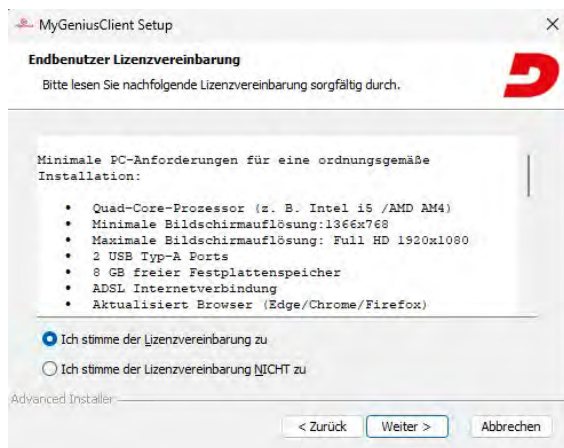 MyGeniusClient Setup
Endbenutzer Lizenzvereinbarung
Bitte lesen Sie nachfolgende Lizenzvereinbarung sorgfältig durch.
Minimale PC-Anforderungen für eine ordnungsgemäße
Installation:
• Quad-Core-Prozessor (z. B. Intel i5 /AMD AM4)
• Minimale Bildschirmauflösung:1366x768
• Maximale Bildschirmauflösung: Full HD 1920x1080
• 2 USB Typ-A Ports
• 8 GB freier Festplattenspeicher
• ADSL Internetverbindung
• Aktualisiert Browser (Edge/Chrome/Firefox)
Ich stimme der Lizenzvereinbarung zu
Ich stimme der Lizenzvereinbarung NICHT zu
Advanced Installer
< Zurück Weiter > Abbrechen